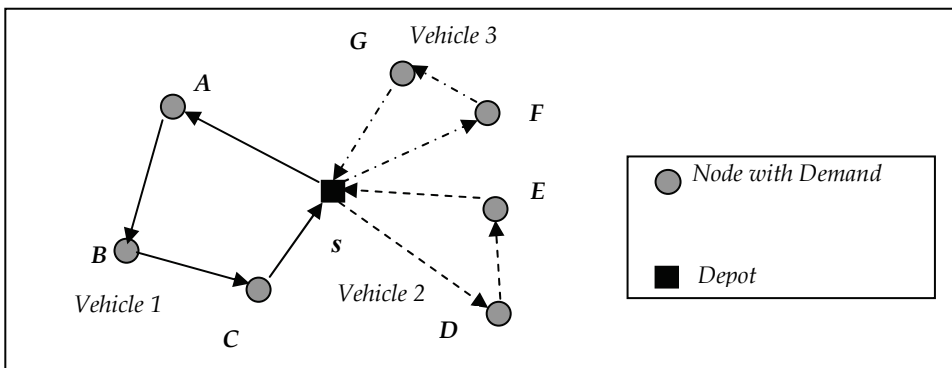 G
Vehicle 3
A
F
Node with Demand
E
B
s
Depot
Vehicle 1
Vehicle 2
C
D